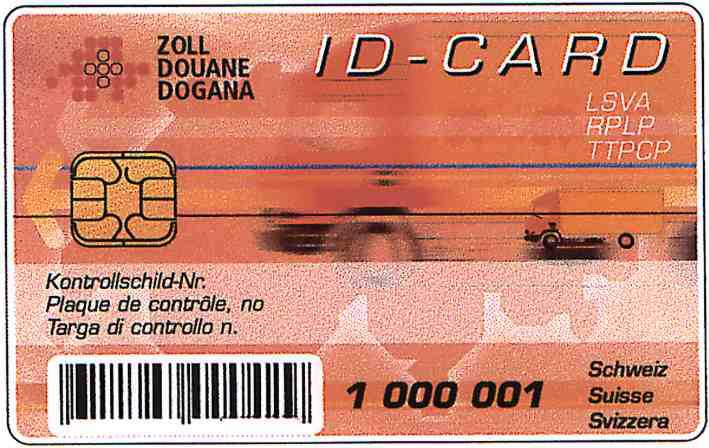 ZOLL
DOUANE
DOGANA
ID-CARD
LSVA
RPLP
TTPCP
Kontrollschild-Nr.
Plaque de contrôle, no
Targa di controllo n.
1 000 001
Schweiz
Suisse
Svizzera